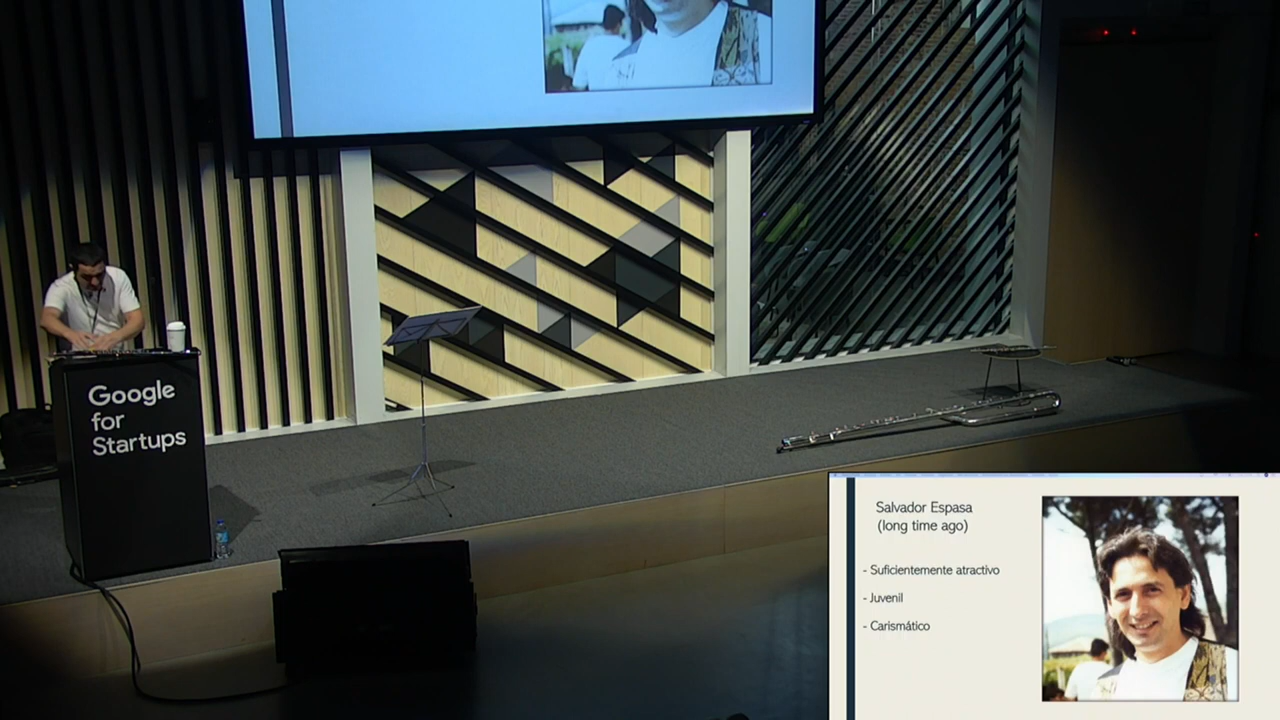 Google
for
Startups
Salvador Espasa
(long time ago)
- Suficientemente atractivo
- Juvenil
- Carismático